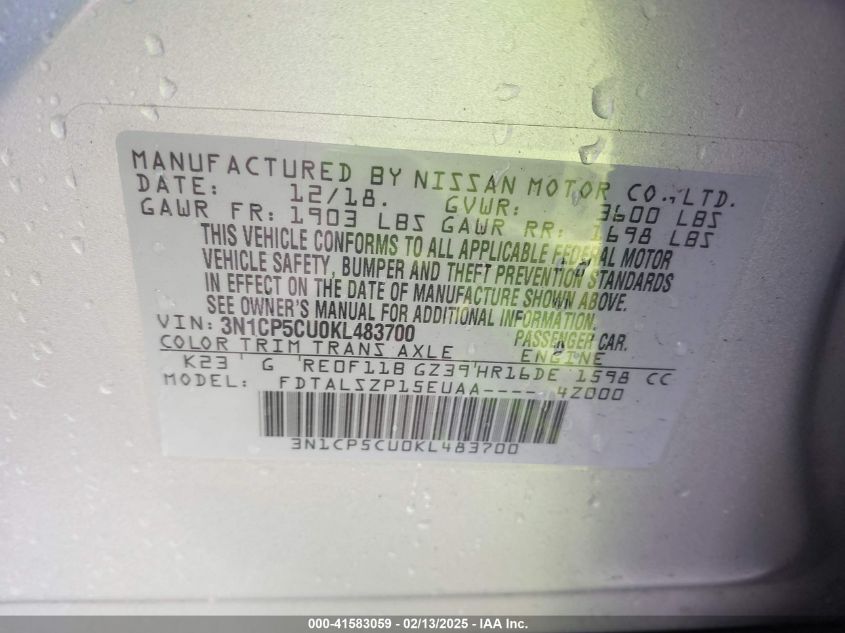 MANUFACTURED BY NISSAN MOTOR CO.,LTD.
DATE: 12/18. GVWR: 3600 LBS
GAWR FR: 1903 LBS GAWR RR: 1698 LBS
THIS VEHICLE CONFORMS TO ALL APPLICABLE FEDERAL MOTOR
VEHICLE SAFETY, BUMPER AND THEFT PREVENTION STANDARDS
IN EFFECT ON THE DATE OF MANUFACTURE SHOWN ABOVE.
SEE OWNER'S MANUAL FOR ADDITIONAL INFORMATION.
VIN: 3N1CP5CU0KL483700 PASSENGER CAR.
COLOR TRIM TRANS AXLE ENGINE
K23 ' G 'RE0F11B GZ39'HR16DE 1598 CC
MODEL: FDTALSZP15EUAA---- 4Z000
3N1CP5CU0KL483700
000-41583059 — 02/13/2025 - IAA Inc.